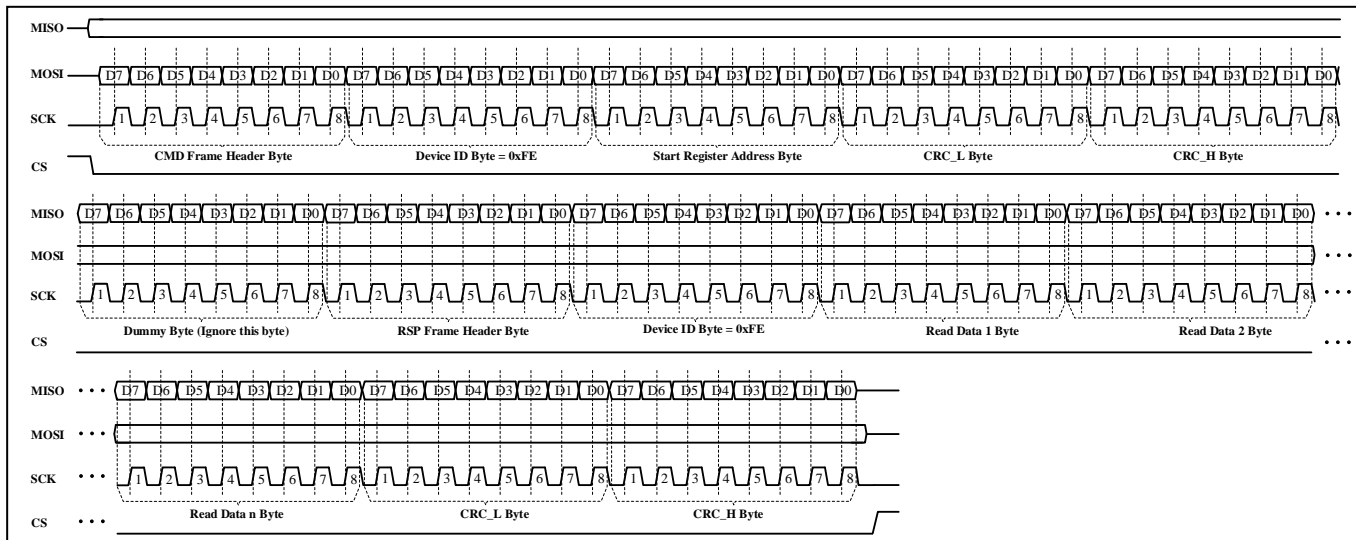 MISO
MOSI D7 D6 D5 D4 D3 D2 D1 D0 D7 D6 D5 D4 D3 D2 D1 D0 D7 D6 D5 D4 D3 D2 D1 D0 D7 D6 D5 D4 D3 D2 D1 D0 D7 D6 D5 D4 D3 D2 D1 D0
SCK 1 2 3 4 5 6 7 8 1 2 3 4 5 6 7 8 1 2 3 4 5 6 7 8 1 2 3 4 5 6 7 8 1 2 3 4 5 6 7 8
CMD Frame Header Byte Device ID Byte = 0xFE Start Register Address Byte CRC_L Byte CRC_H Byte
CS
MISO D7 D6 D5 D4 D3 D2 D1 D0 D7 D6 D5 D4 D3 D2 D1 D0 D7 D6 D5 D4 D3 D2 D1 D0 D7 D6 D5 D4 D3 D2 D1 D0 D7 D6 D5 D4 D3 D2 D1 D0 • • •
MOSI • • •
SCK 1 2 3 4 5 6 7 8 1 2 3 4 5 6 7 8 1 2 3 4 5 6 7 8 1 2 3 4 5 6 7 8 1 2 3 4 5 6 7 8 • • •
Dummy Byte (Ignore this byte) RSP Frame Header Byte Device ID Byte = 0xFE Read Data 1 Byte Read Data 2 Byte
CS • • •
MISO • • • D7 D6 D5 D4 D3 D2 D1 D0 D7 D6 D5 D4 D3 D2 D1 D0 D7 D6 D5 D4 D3 D2 D1 D0
MOSI • • •
SCK • • • 1 2 3 4 5 6 7 8 1 2 3 4 5 6 7 8 1 2 3 4 5 6 7 8
Read Data n Byte CRC_L Byte CRC_H Byte
CS • • •